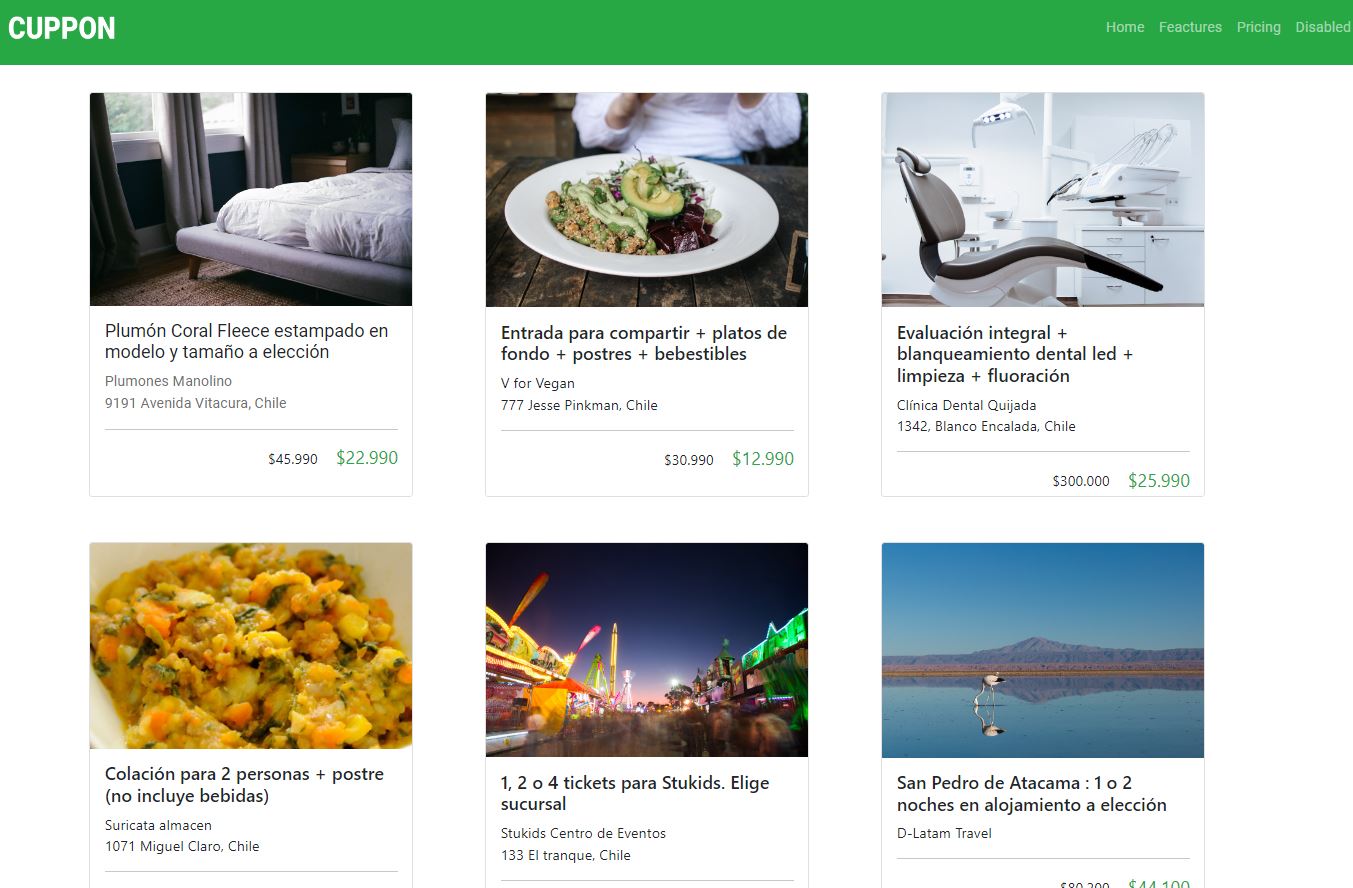 CUPPON
Home Feactures Pricing Disabled
Plumón Coral Fleece estampado en
modelo y tamaño a elección
Plumones Manolino
9191 Avenida Vitacura, Chile
$45.990 $22.990
Entrada para compartir + platos de
fondo + postres + bebestibles
V for Vegan
777 Jesse Pinkman, Chile
$30.990 $12.990
Evaluación integral +
blanqueamiento dental led +
limpieza + fluoración
Clínica Dental Quijada
1342, Blanco Encalada, Chile
$300.000 $25.990
Colación para 2 personas + postre
(no incluye bebidas)
Suricata almacen
1071 Miguel Claro, Chile
1, 2 o 4 tickets para Stukids. Elige
sucursal
Stukids Centro de Eventos
133 El tranque, Chile
San Pedro de Atacama : 1 o 2
noches en alojamiento a elección
D-Latam Travel
$80.200 $44.100